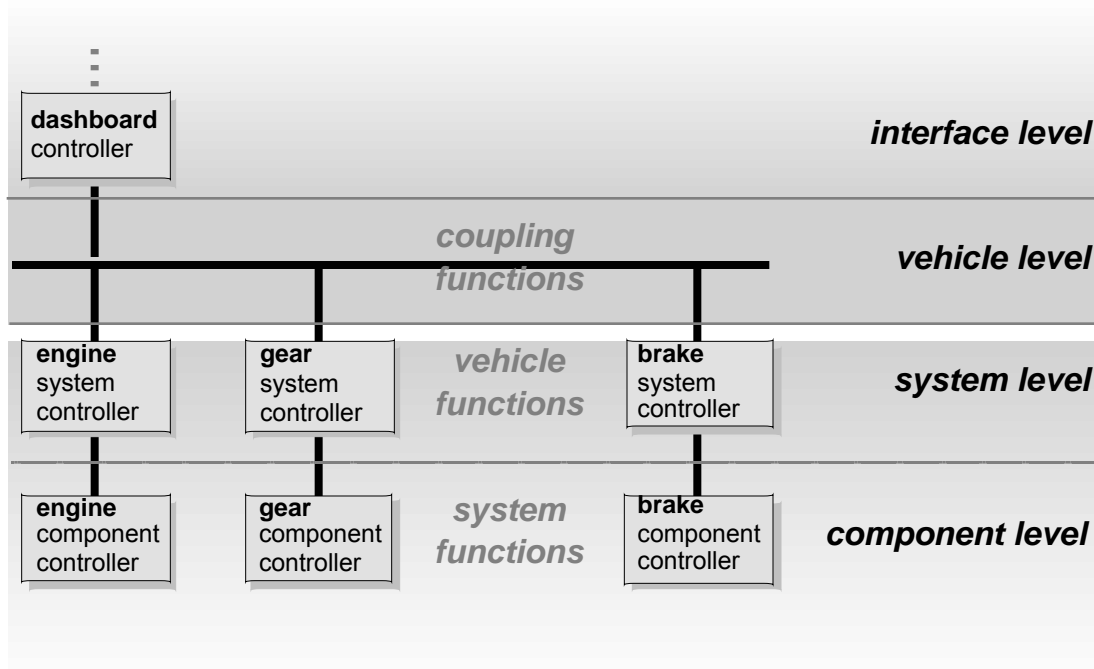 dashboard
controller
interface level
coupling
functions
vehicle level
engine
system
controller
gear
system
controller
vehicle
functions
brake
system
controller
system level
engine
component
controller
gear
component
controller
system
functions
brake
component
controller
component level